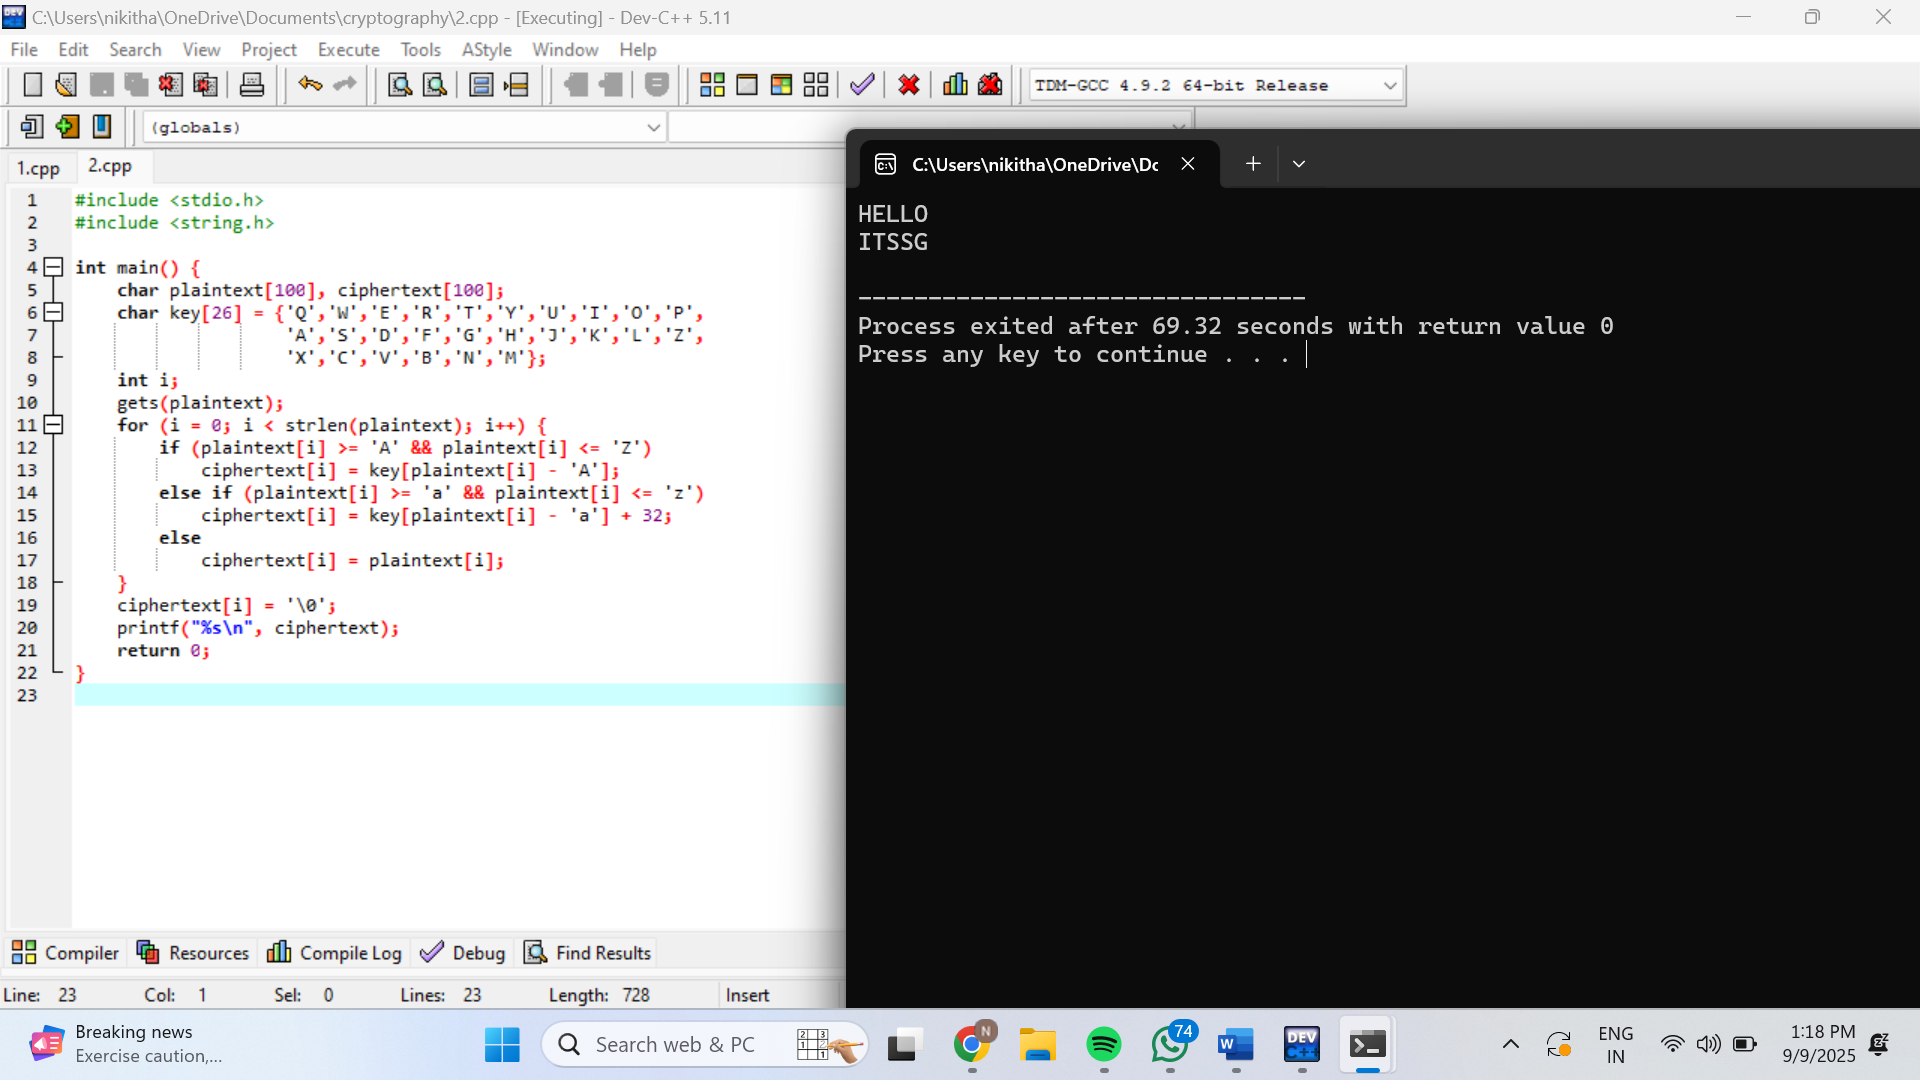 C:\Users\nikitha\OneDrive\Documents\cryptography\2.cpp - [Executing] - Dev-C++ 5.11
File Edit Search View Project Execute Tools AStyle Window Help
TDM-GCC 4.9.2 64-bit Release
(globals)
1.cpp 2.cpp
1 #include <stdio.h>
2 #include <string.h>
3
4 int main() {
5 char plaintext[100], ciphertext[100];
6 char key[26] = {'Q','W','E','R','T','Y','U','I','O','P',
7 'A','S','D','F','G','H','J','K','L','Z',
8 'X','C','V','B','N','M'};
9 int i;
10 gets(plaintext);
11 for (i = 0; i < strlen(plaintext); i++) {
12 if (plaintext[i] >= 'A' && plaintext[i] <= 'Z')
13 ciphertext[i] = key[plaintext[i] - 'A'];
14 else if (plaintext[i] >= 'a' && plaintext[i] <= 'z')
15 ciphertext[i] = key[plaintext[i] - 'a'] + 32;
16 else
17 ciphertext[i] = plaintext[i];
18 }
19 ciphertext[i] = '\0';
20 printf("%s\n", ciphertext);
21 return 0;
22 }
23
C:\Users\nikitha\OneDrive\Dc
HELLO
ITSSG
--------------------------------
Process exited after 69.32 seconds with return value 0
Press any key to continue . . .
Compiler Resources Compile Log Debug Find Results
Line: 23 Col: 1 Sel: 0 Lines: 23 Length: 728 Insert
Breaking news
Exercise caution,...
Search web & PC
N
74
W
DEV
C++
ENG
IN
1:18 PM
9/9/2025